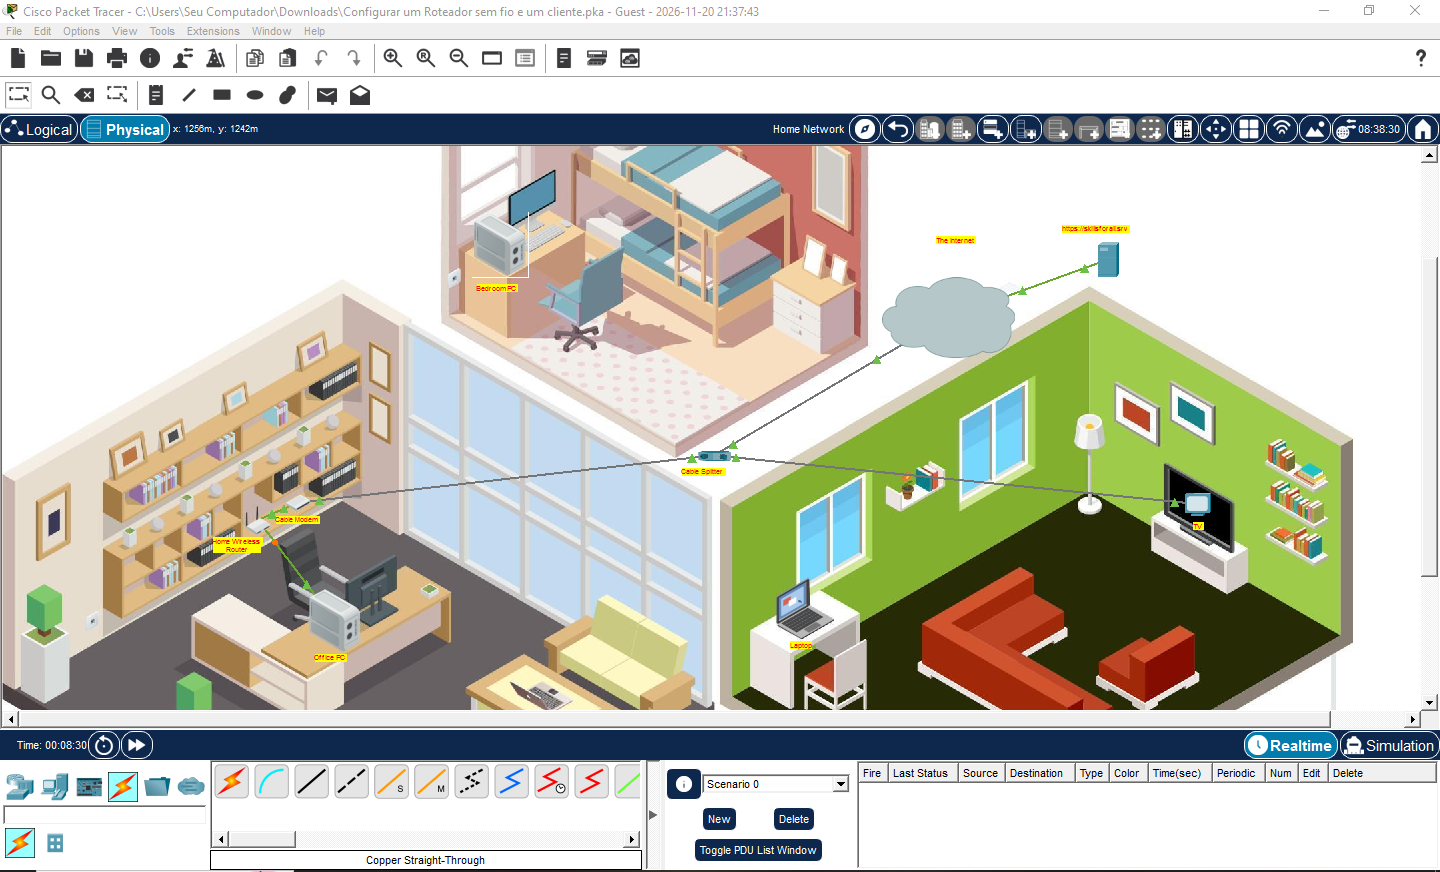 Cisco Packet Tracer - C:\Users\Seu Computador\Downloads\Configurar um Roteador sem fio e um cliente.pka - Guest - 2026-11-20 21:37:43
File Edit Options View Tools Extensions Window Help
Logical Physical x: 1256m, y: 1242m Home Network 08:38:30
https://skillsforall.srv
The Internet
Bedroom PC
Cable Splitter
Cable Modem
TV
Home Wireless
Router
Laptop
Office PC
Time: 00:08:30 Realtime Simulation
S M
Scenario 0
New Delete
Toggle PDU List Window
Fire Last Status Source Destination Type Color Time(sec) Periodic Num Edit Delete
Copper Straight-Through